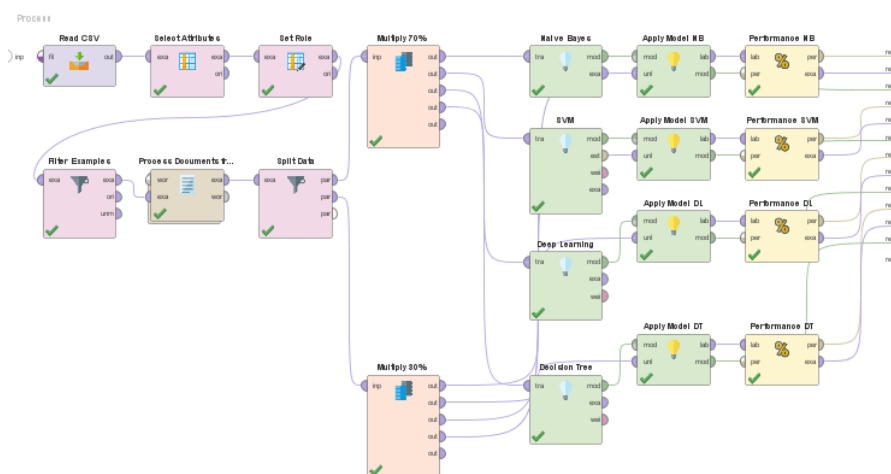 Process
Read CSV
Select Attributes
Set Role
Multiply 70%
Naive Bayes
Apply Model NB
Performance NB
inp
fil
out
exa
exa
ori
exa
exa
ori
inp
out
out
out
out
out
tra
mod
exa
mod
unl
lab
mod
lab
per
per
exa
SVM
Apply Model SVM
Performance SVM
tra
mod
est
wei
exa
mod
unl
lab
mod
lab
per
per
exa
Filter Examples
Process Documents fr...
Split Data
exa
exa
ori
unm
wor
exa
exa
wor
exa
par
par
par
Apply Model DL
Performance DL
mod
unl
lab
mod
lab
per
per
exa
Deep Learning
tra
mod
exa
wei
Apply Model DT
Performance DT
mod
unl
lab
mod
lab
per
per
exa
Multiply 30%
Decision Tree
inp
out
out
out
out
out
tra
mod
exa
wei